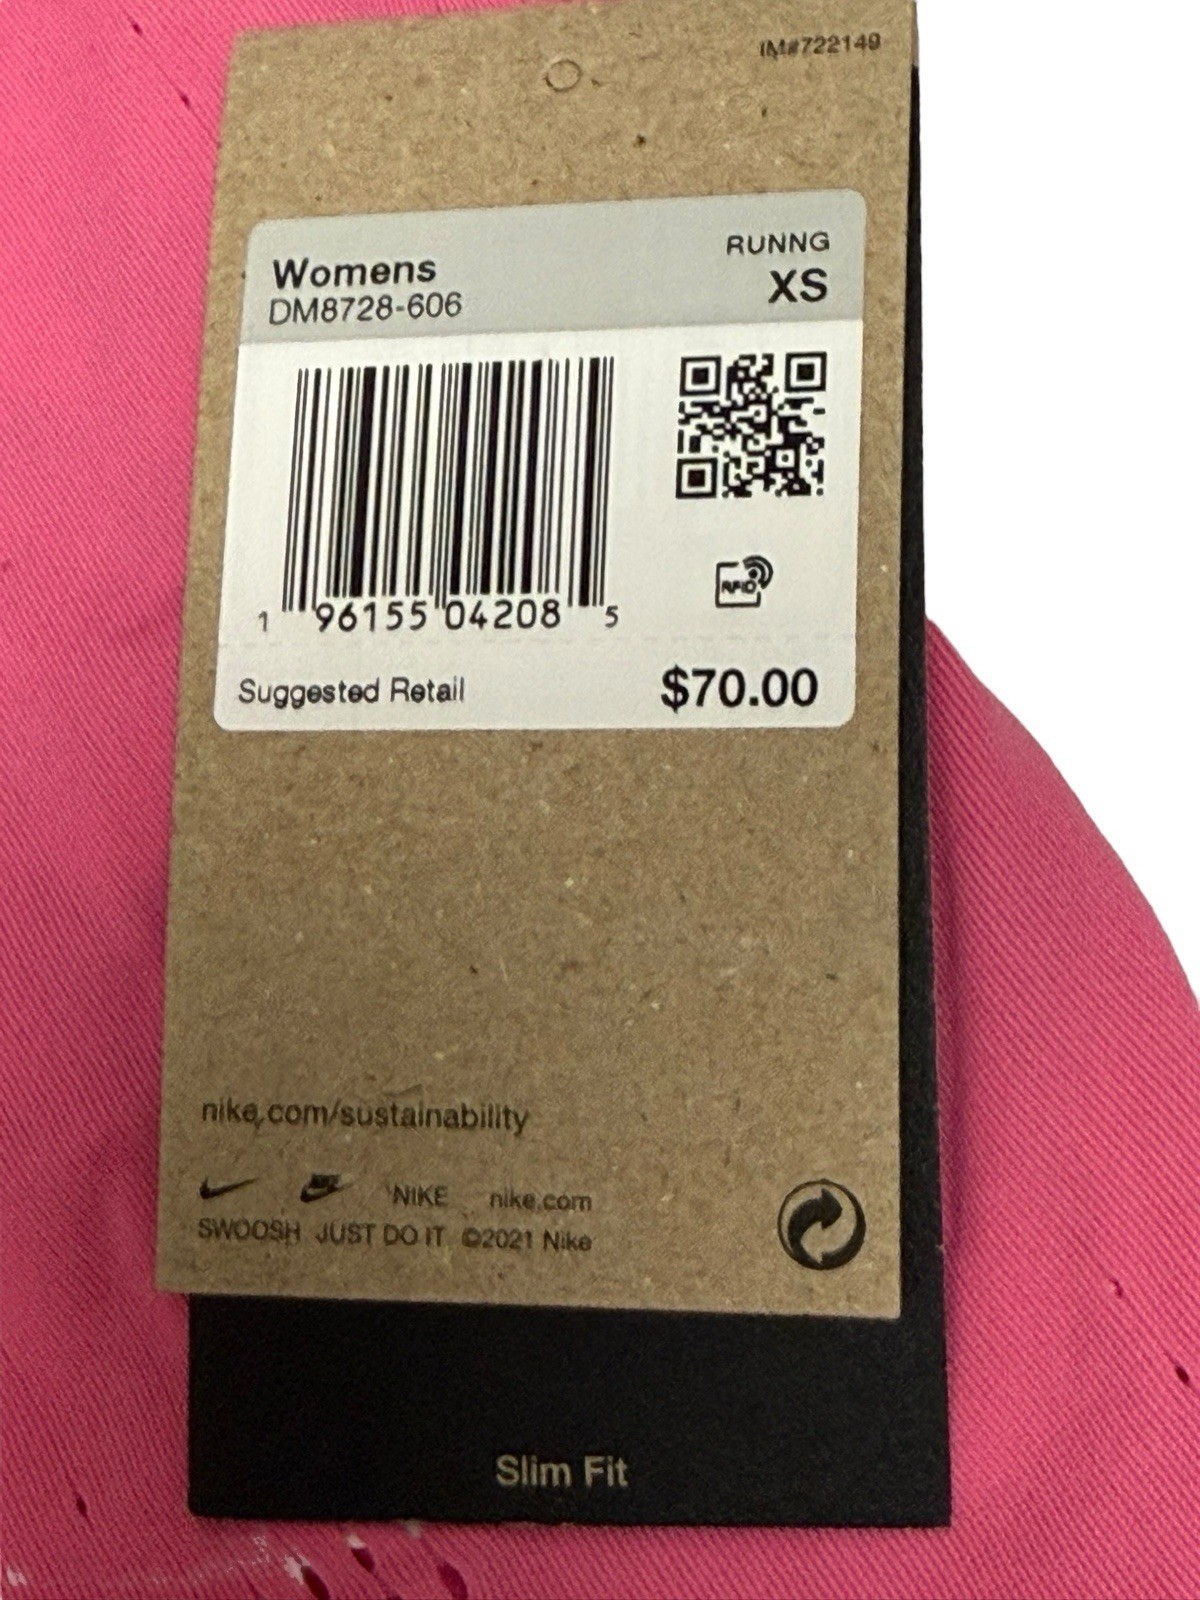 IM#722149
Womens
RUNNG
DM8728-606
XS
1 96155 04208 5
RFID
Suggested Retail $70.00
nike.com/sustainability
NIKE nike.com
SWOOSH JUST DO IT ©2021 Nike
Slim Fit